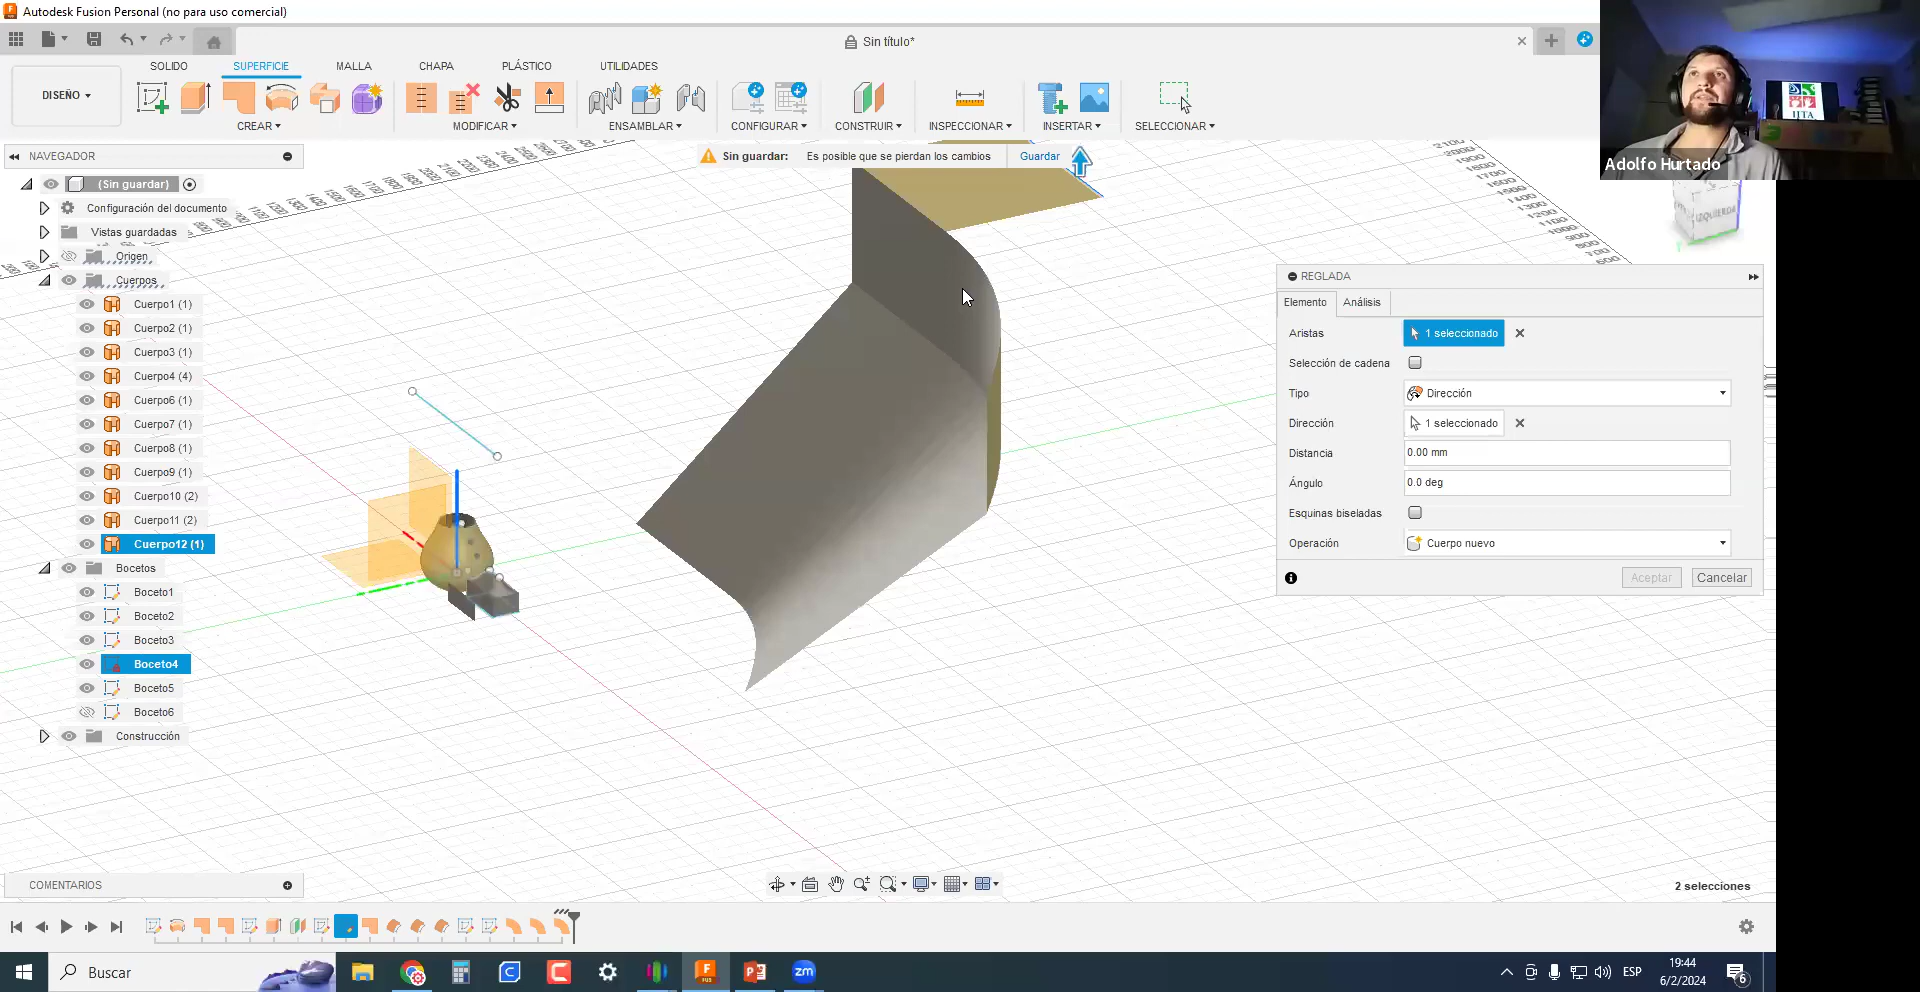 Autodesk Fusion Personal (no para uso comercial)
Sin título*
DISEÑO
SOLIDO
SUPERFICIE
MALLA
CHAPA
PLÁSTICO
UTILIDADES
CREAR
MODIFICAR
ENSAMBLAR
CONFIGURAR
CONSTRUIR
INSPECCIONAR
INSERTAR
SELECCIONAR
IJTA
Adolfo Hurtado
NAVEGADOR
Sin guardar: Es posible que se pierdan los cambios Guardar
(Sin guardar)
Configuración del documento
Vistas guardadas
Origen
Cuerpos
Cuerpo1 (1)
Cuerpo2 (1)
Cuerpo3 (1)
Cuerpo4 (4)
Cuerpo6 (1)
Cuerpo7 (1)
Cuerpo8 (1)
Cuerpo9 (1)
Cuerpo10 (2)
Cuerpo11 (2)
Cuerpo12 (1)
Bocetos
Boceto1
Boceto2
Boceto3
Boceto4
Boceto5
Boceto6
Construcción
IZQUIERDA
REGLADA
Elemento Análisis
Aristas 1 seleccionado
Selección de cadena
Tipo Dirección
Dirección 1 seleccionado
Distancia 0.00 mm
Ángulo 0.0 deg
Esquinas biseladas
Operación Cuerpo nuevo
Aceptar Cancelar
COMENTARIOS
2 selecciones
Buscar
ESP
19:44
6/2/2024
6